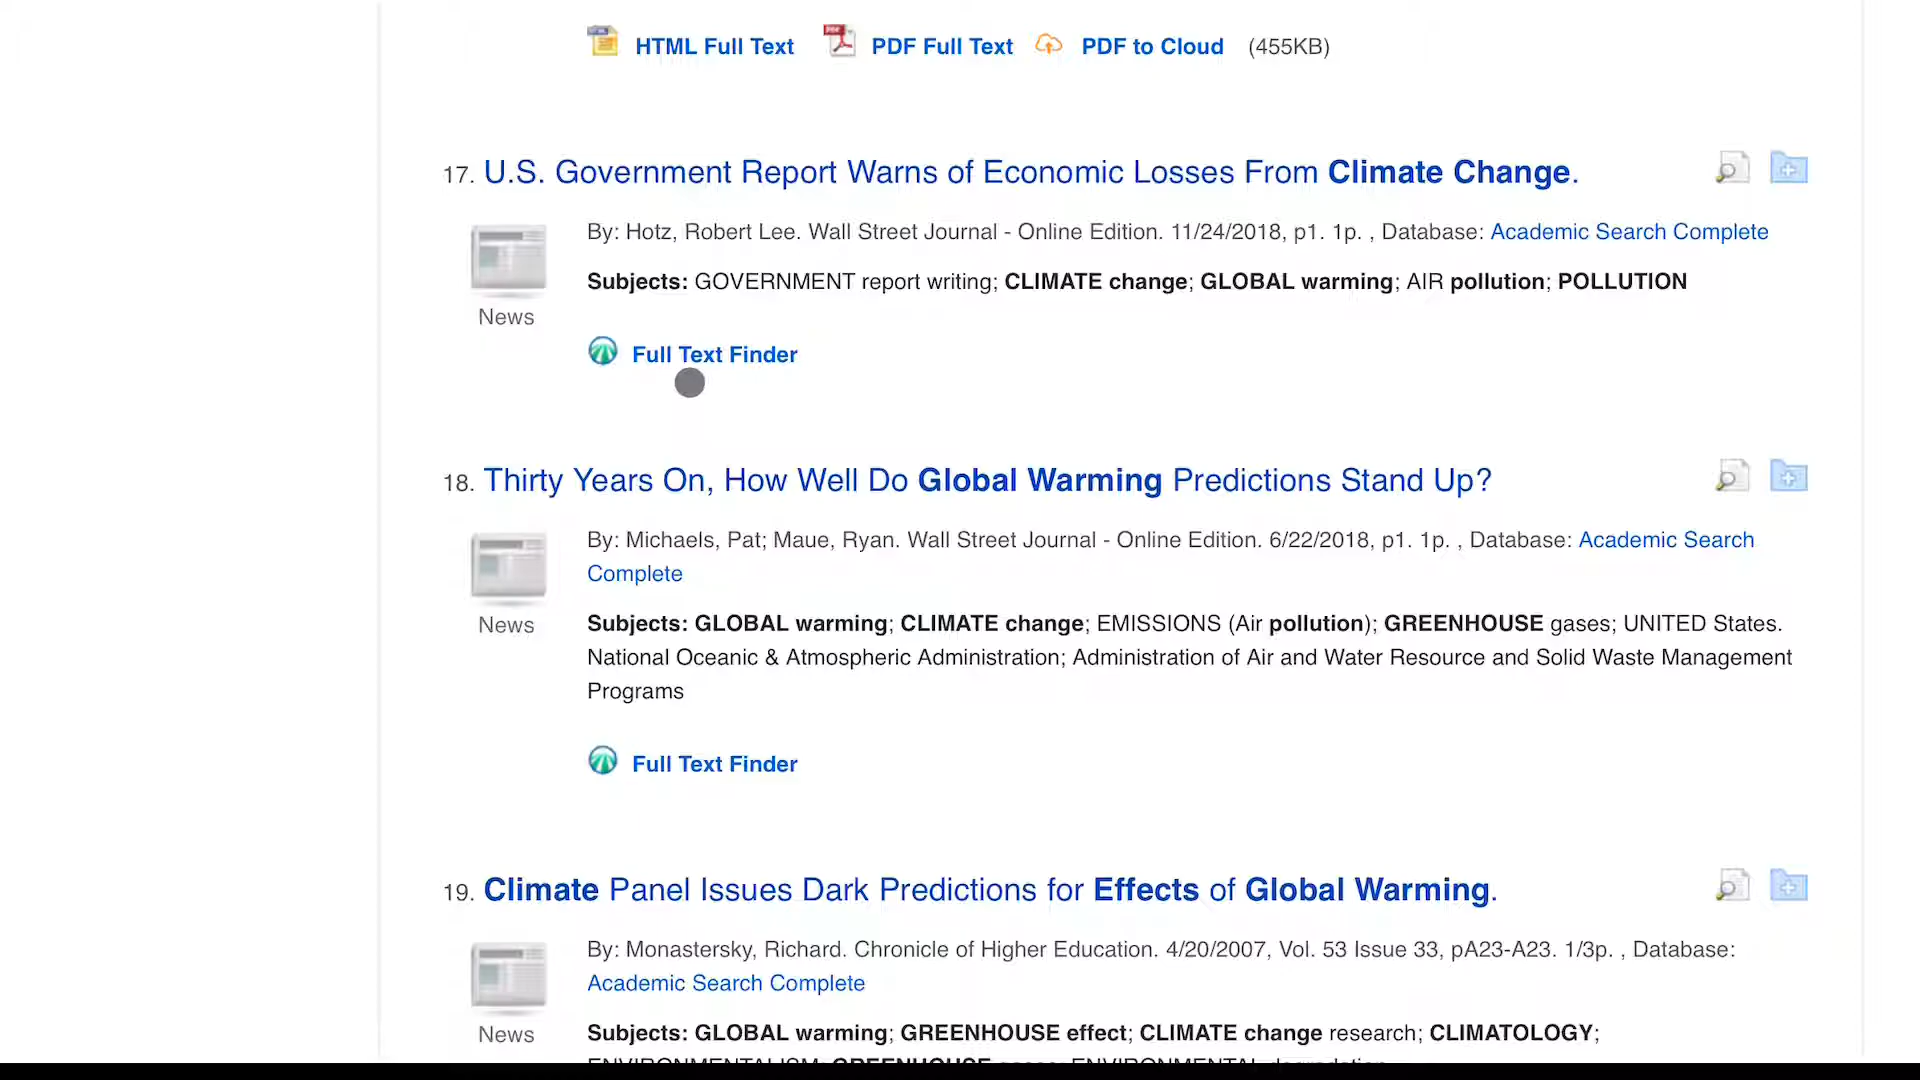 HTML Full Text PDF Full Text PDF to Cloud (455KB)
17. U.S. Government Report Warns of Economic Losses From Climate Change.
By: Hotz, Robert Lee. Wall Street Journal - Online Edition. 11/24/2018, p1. 1p. , Database: Academic Search Complete
Subjects: GOVERNMENT report writing; CLIMATE change; GLOBAL warming; AIR pollution; POLLUTION
News
Full Text Finder
18. Thirty Years On, How Well Do Global Warming Predictions Stand Up?
By: Michaels, Pat; Maue, Ryan. Wall Street Journal - Online Edition. 6/22/2018, p1. 1p. , Database: Academic Search
Complete
News
Subjects: GLOBAL warming; CLIMATE change; EMISSIONS (Air pollution); GREENHOUSE gases; UNITED States.
National Oceanic & Atmospheric Administration; Administration of Air and Water Resource and Solid Waste Management
Programs
Full Text Finder
19. Climate Panel Issues Dark Predictions for Effects of Global Warming.
By: Monastersky, Richard. Chronicle of Higher Education. 4/20/2007, Vol. 53 Issue 33, pA23-A23. 1/3p. , Database:
Academic Search Complete
News
Subjects: GLOBAL warming; GREENHOUSE effect; CLIMATE change research; CLIMATOLOGY;
ENVIRONMENTALISM; GREENHOUSE gases; ENVIRONMENTAL degradation